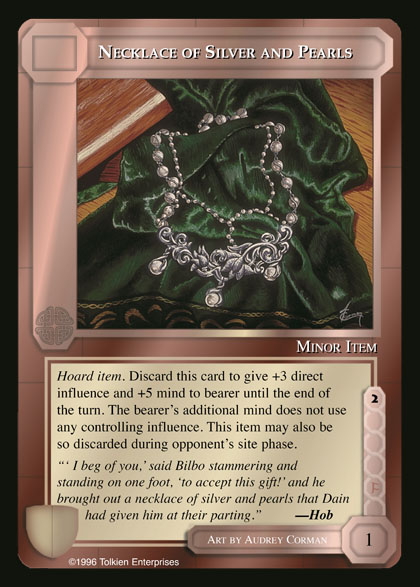 NECKLACE OF SILVER AND PEARLS
MINOR ITEM
Hoard item. Discard this card to give +3 direct
influence and +5 mind to bearer until the end of
the turn. The bearer's additional mind does not use
any controlling influence. This item may also be
so discarded during opponent's site phase.
“‘ I beg of you,’ said Bilbo stammering and
standing on one foot, ‘to accept this gift!’ and he
brought out a necklace of silver and pearls that Dain
had given him at their parting.” —Hob
2
ART BY AUDREY CORMAN
1
©1996 Tolkien Enterprises